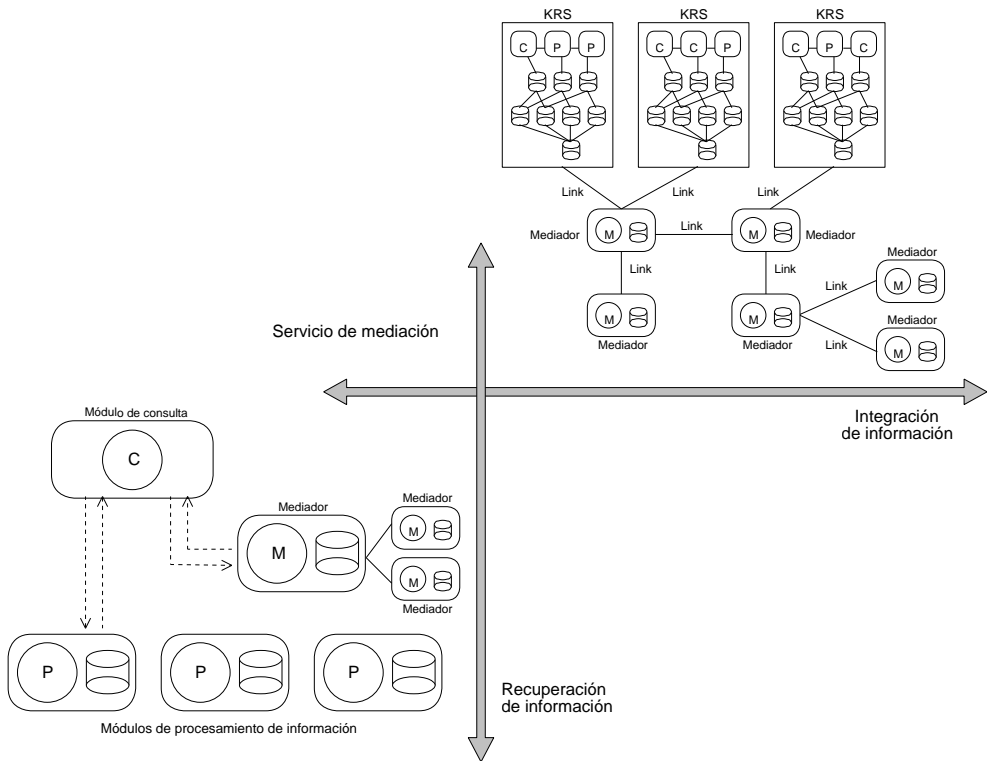 KRS KRS KRS
C P P C C P C P C
Link Link Link
Mediador M Link M Mediador
Link Link
Mediador
M
Link
M M
Mediador Mediador
Mediador
Link
M
Servicio de mediación
Integración
de información
Módulo de consulta
C
Mediador
M
Mediador
M
M
Mediador
P P P
Módulos de procesamiento de información
Recuperación
de información